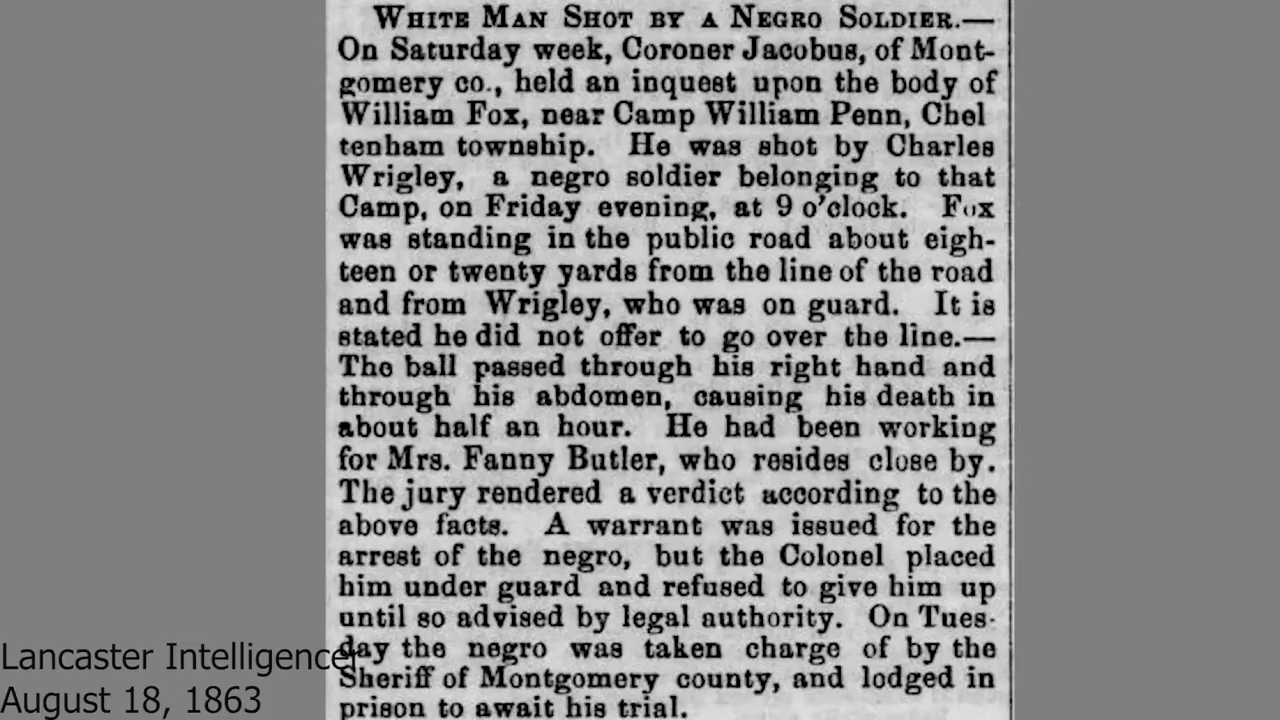 WHITE MAN SHOT BY A NEGRO SOLDIER.—
On Saturday week, Coroner Jacobus, of Mont-
gomery co., held an inquest upon the body of
William Fox, near Camp William Penn, Chel
tenham township. He was shot by Charles
Wrigley, a negro soldier belonging to that
Camp, on Friday evening, at 9 o'clock. Fox
was standing in the public road about eigh-
teen or twenty yards from the line of the road
and from Wrigley, who was on guard. It is
stated he did not offer to go over the line.—
The ball passed through his right hand and
through his abdomen, causing his death in
about half an hour. He had been working
for Mrs. Fanny Butler, who resides close by.
The jury rendered a verdict according to the
above facts. A warrant was issued for the
arrest of the negro, but the Colonel placed
him under guard and refused to give him up
until so advised by legal authority. On Tues-
day the negro was taken charge of by the
Sheriff of Montgomery county, and lodged in
prison to await his trial.
Lancaster Intelligencer
August 18, 1863